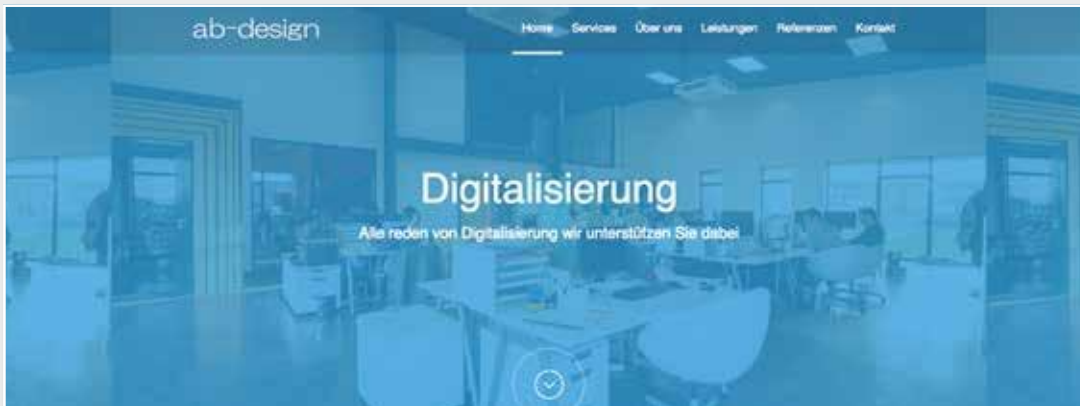 ab-design
Home Services Über uns Leistungen Referenzen Kontakt
Digitalisierung
Alle reden von Digitalisierung wir unterstützen Sie dabei